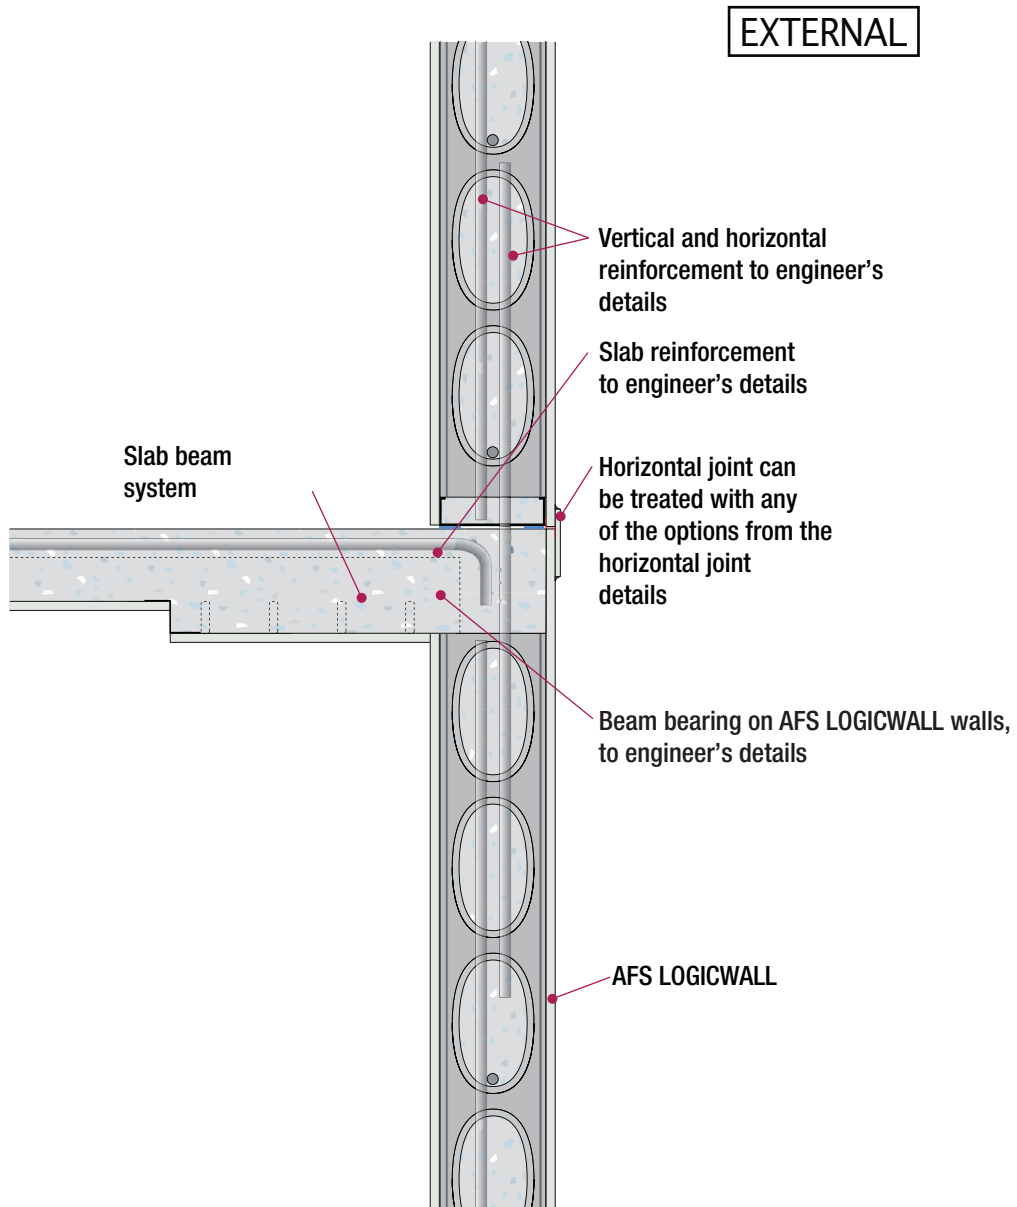 EXTERNAL
Vertical and horizontal
reinforcement to engineer’s
details
Slab reinforcement
to engineer’s details
Slab beam
system
Horizontal joint can
be treated with any
of the options from the
horizontal joint
details
Beam bearing on AFS LOGICWALL walls,
to engineer’s details
AFS LOGICWALL